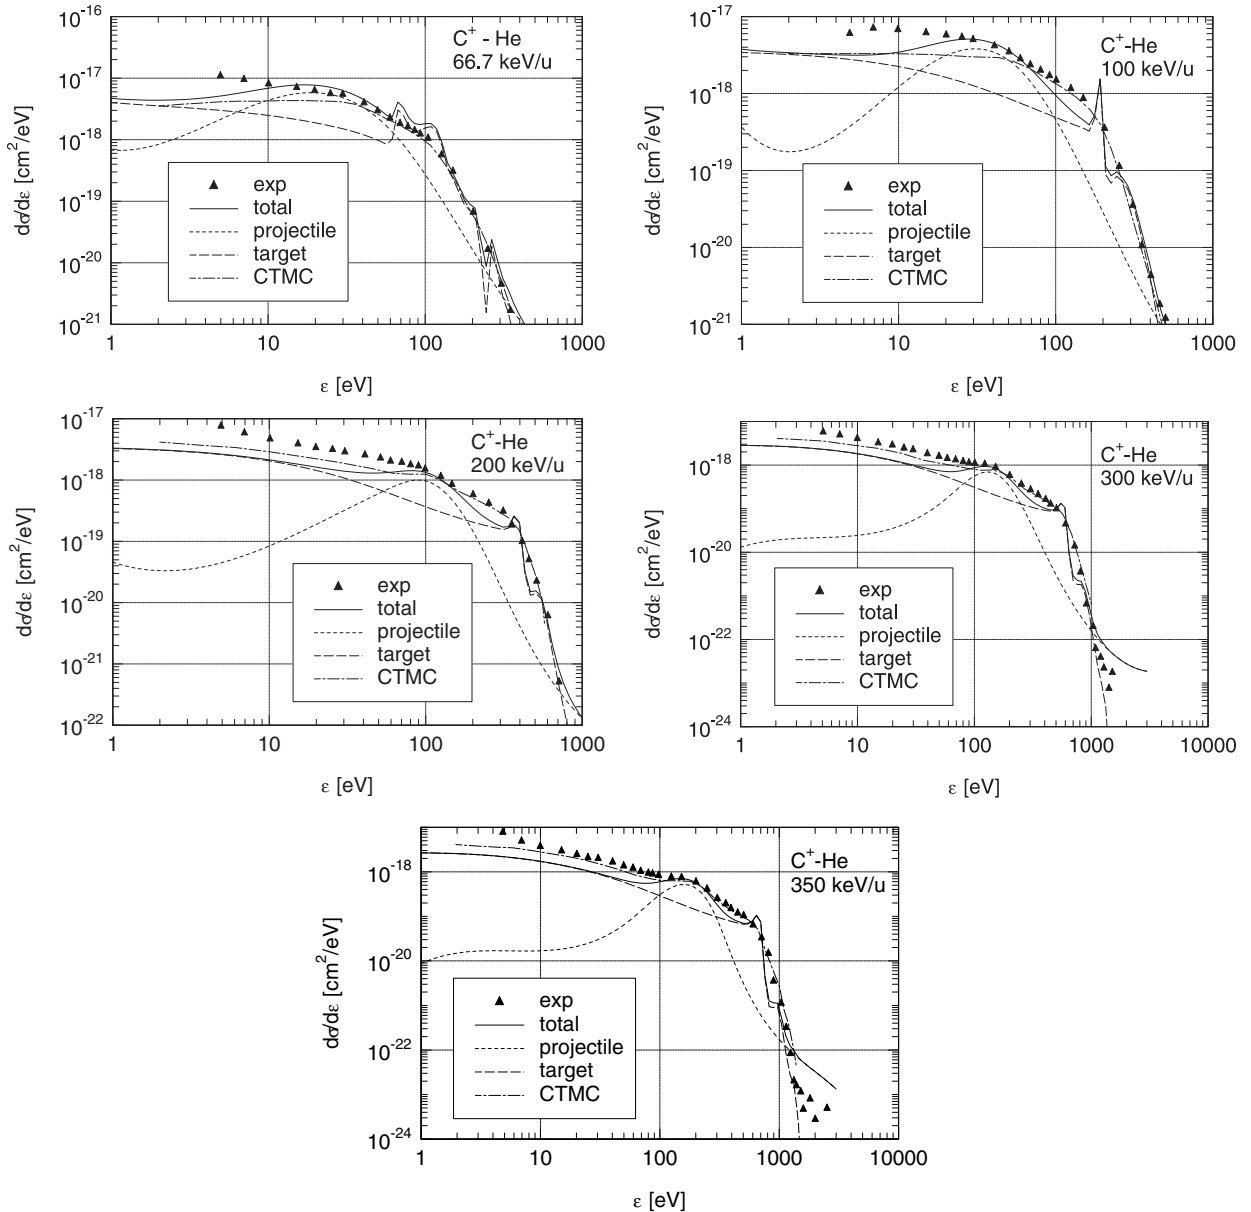 C⁺ - He
66.7 keV/u
dσ/dε [cm²/eV]
10⁻¹⁶
10⁻¹⁷
10⁻¹⁸
10⁻¹⁹
10⁻²⁰
10⁻²¹
exp
total
projectile
target
CTMC
1 10 100 1000
ε [eV]
C⁺-He
100 keV/u
dσ/dε [cm²/eV]
10⁻¹⁷
10⁻¹⁸
10⁻¹⁹
10⁻²⁰
10⁻²¹
exp
total
projectile
target
CTMC
1 10 100 1000
ε [eV]
C⁺-He
200 keV/u
dσ/dε [cm²/eV]
10⁻¹⁷
10⁻¹⁸
10⁻¹⁹
10⁻²⁰
10⁻²¹
10⁻²²
exp
total
projectile
target
CTMC
1 10 100 1000
ε [eV]
C⁺-He
300 keV/u
dσ/dε [cm²/eV]
10⁻¹⁸
10⁻²⁰
10⁻²²
10⁻²⁴
exp
total
projectile
target
CTMC
1 10 100 1000 10000
ε [eV]
C⁺-He
350 keV/u
dσ/dε [cm²/eV]
10⁻¹⁸
10⁻²⁰
10⁻²²
10⁻²⁴
exp
total
projectile
target
CTMC
1 10 100 1000 10000
ε [eV]